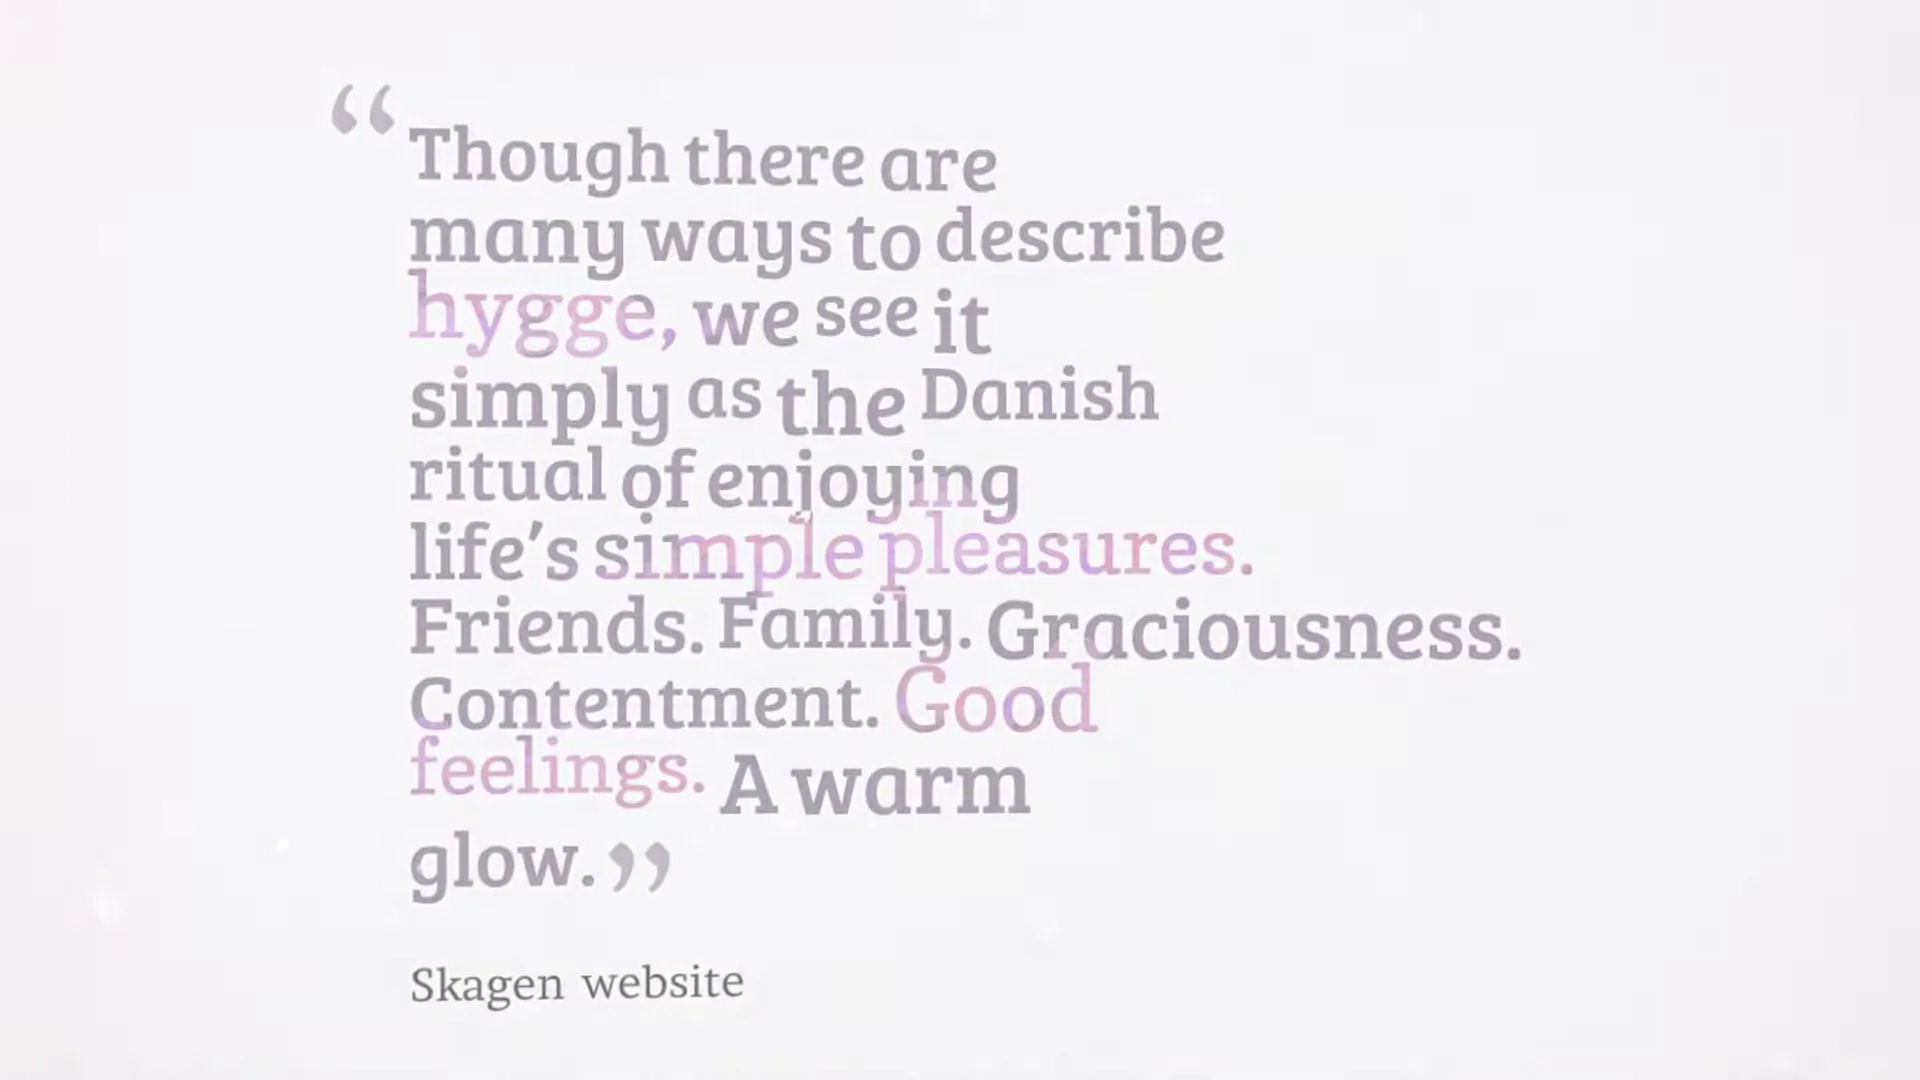 “Though there are
many ways to describe
hygge, we see it
simply as the Danish
ritual of enjoying
life’s simple pleasures.
Friends. Family. Graciousness.
Contentment. Good
feelings. A warm
glow.”
Skagen website